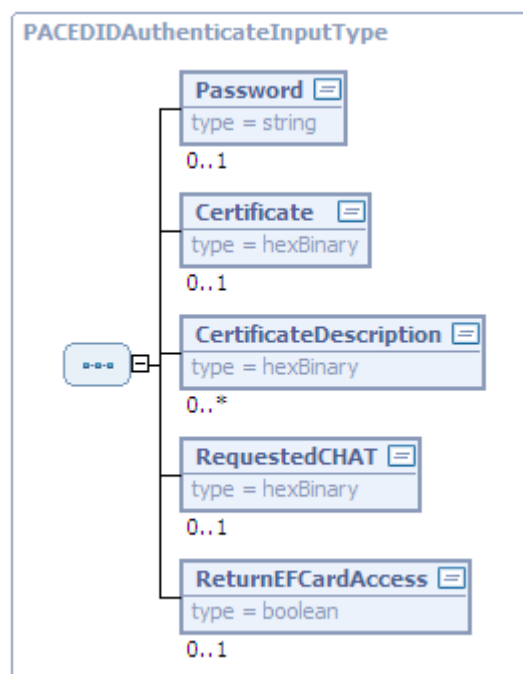 PACEDIDAuthenticateInputType
Password
type = string
0..1
Certificate
type = hexBinary
0..1
CertificateDescription
type = hexBinary
0..*
RequestedCHAT
type = hexBinary
0..1
ReturnEFCardAccess
type = boolean
0..1